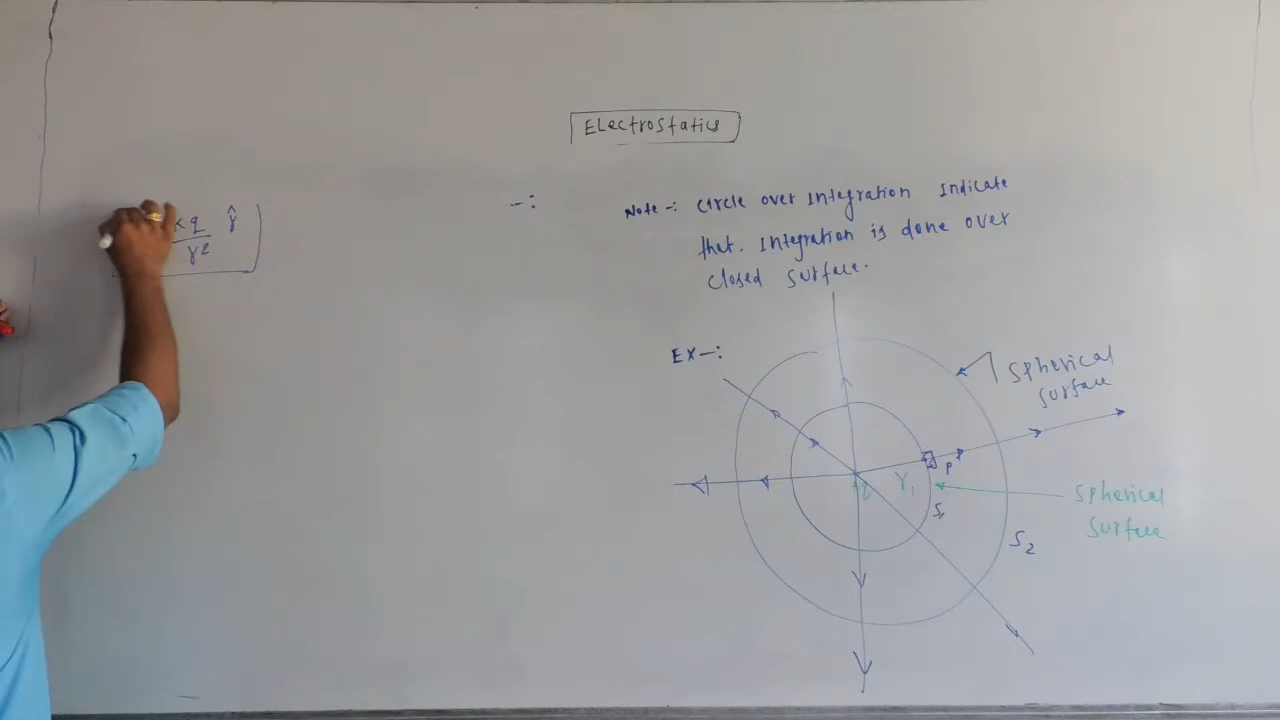 Electrostatics
kq r̂
r2
-:
Note -: Circle over integration indicate
that. Integration is done over
closed surface.
EX-:
Spherical
surface
P
q
r1
S1
Spherical
surface
S2